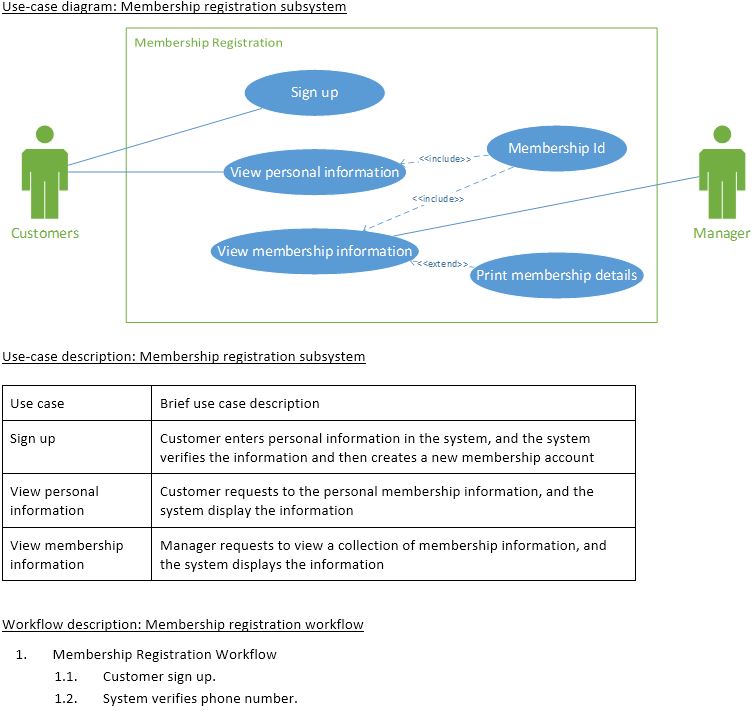 Use-case diagram: Membership registration subsystem
Membership Registration
Sign up
Membership Id
<<include>>
View personal information
<<include>>
Customers
Manager
View membership information
<<extend>>
Print membership details
Use-case description: Membership registration subsystem
Use case
Brief use case description
Sign up
Customer enters personal information in the system, and the system
verifies the information and then creates a new membership account
View personal
information
Customer requests to the personal membership information, and the
system display the information
View membership
information
Manager requests to view a collection of membership information, and
the system displays the information
Workflow description: Membership registration workflow
1. Membership Registration Workflow
1.1. Customer sign up.
1.2. System verifies phone number.